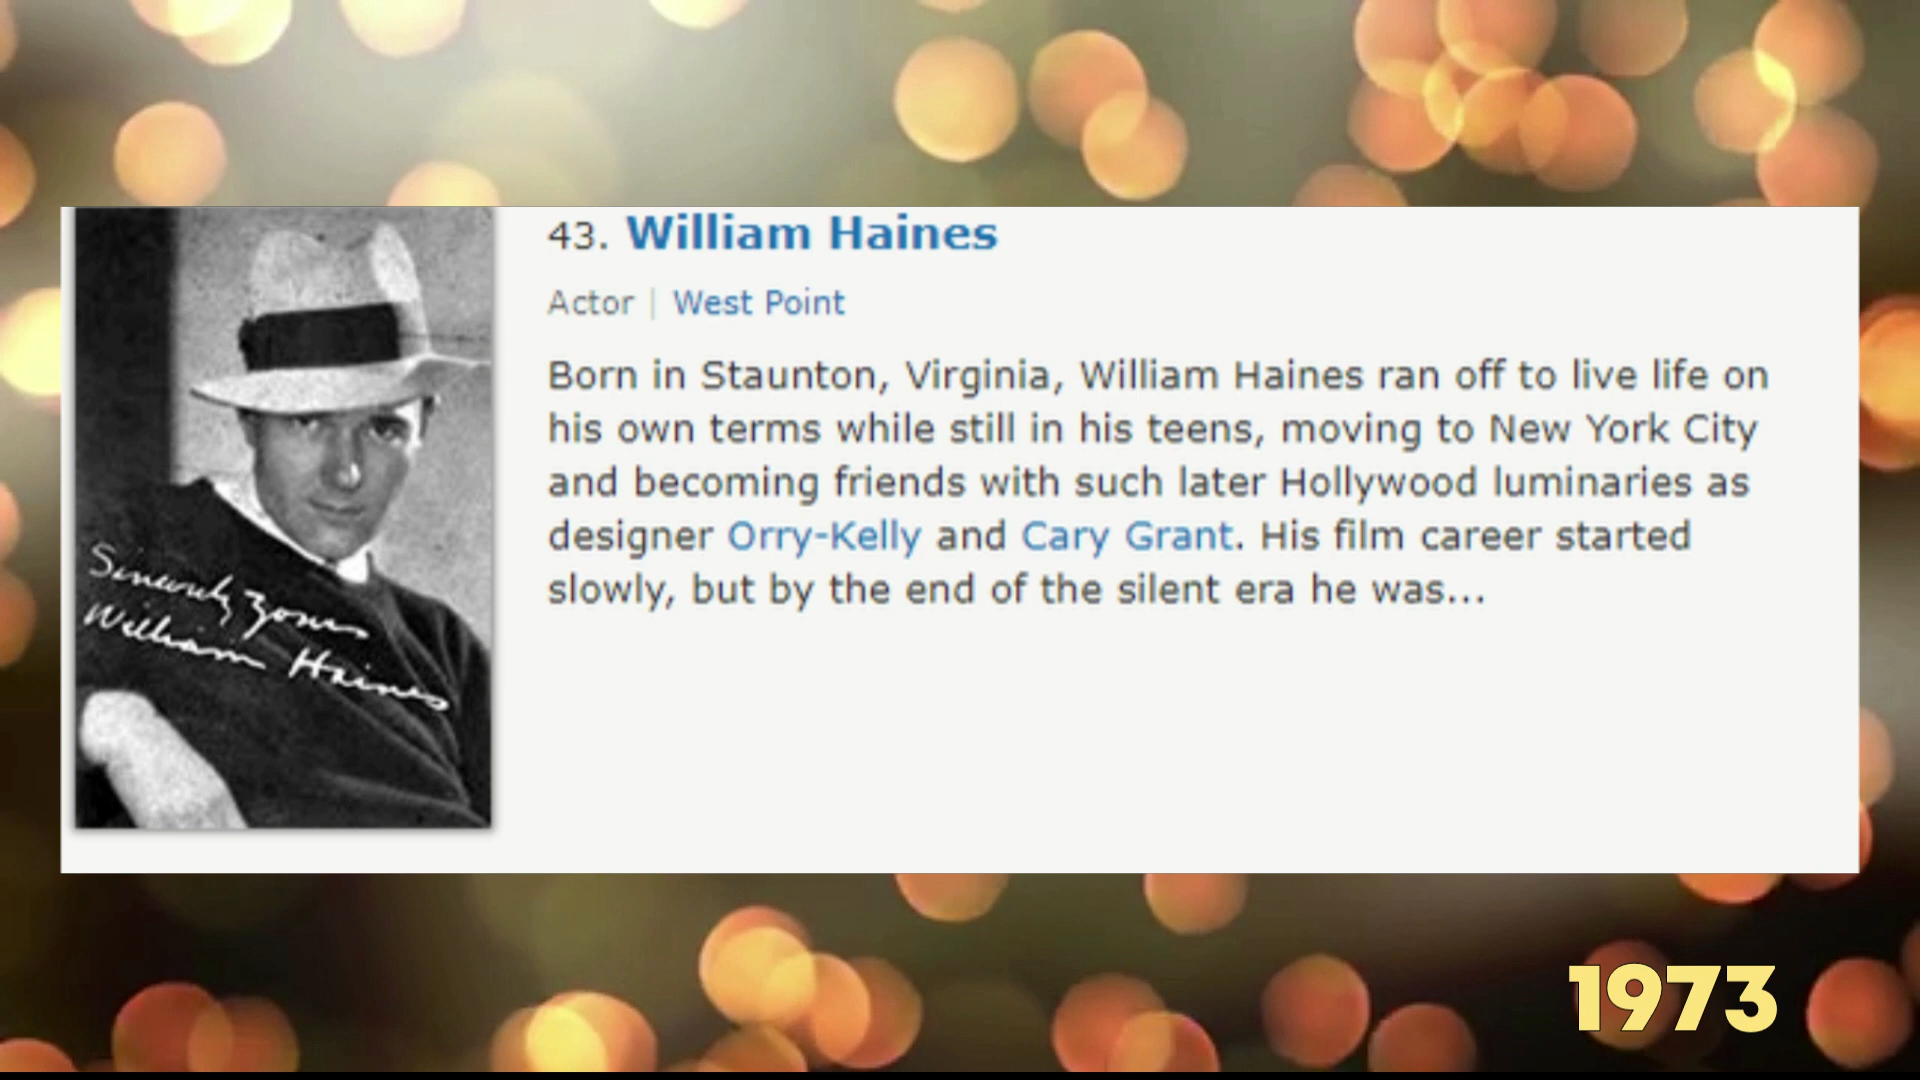 43. William Haines
Actor | West Point
Born in Staunton, Virginia, William Haines ran off to live life on
his own terms while still in his teens, moving to New York City
and becoming friends with such later Hollywood luminaries as
designer Orry-Kelly and Cary Grant. His film career started
slowly, but by the end of the silent era he was...
Sincerely yours
William Haines
1973